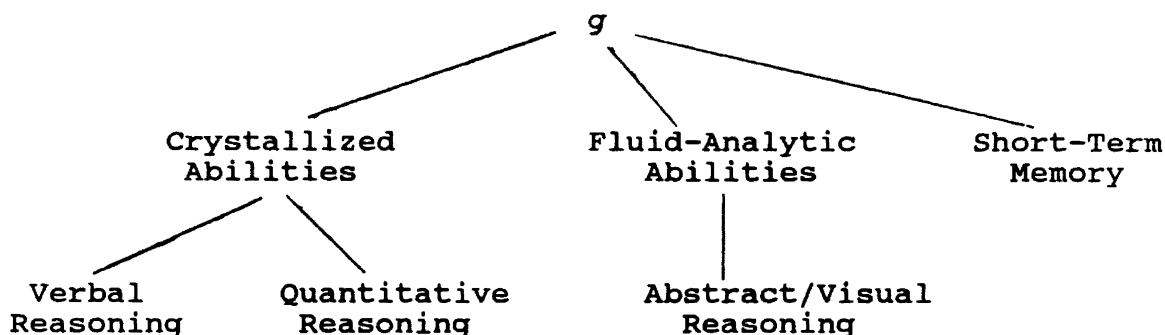 g
Crystallized Abilities
Fluid-Analytic Abilities
Short-Term Memory
Verbal Reasoning
Quantitative Reasoning
Abstract/Visual Reasoning